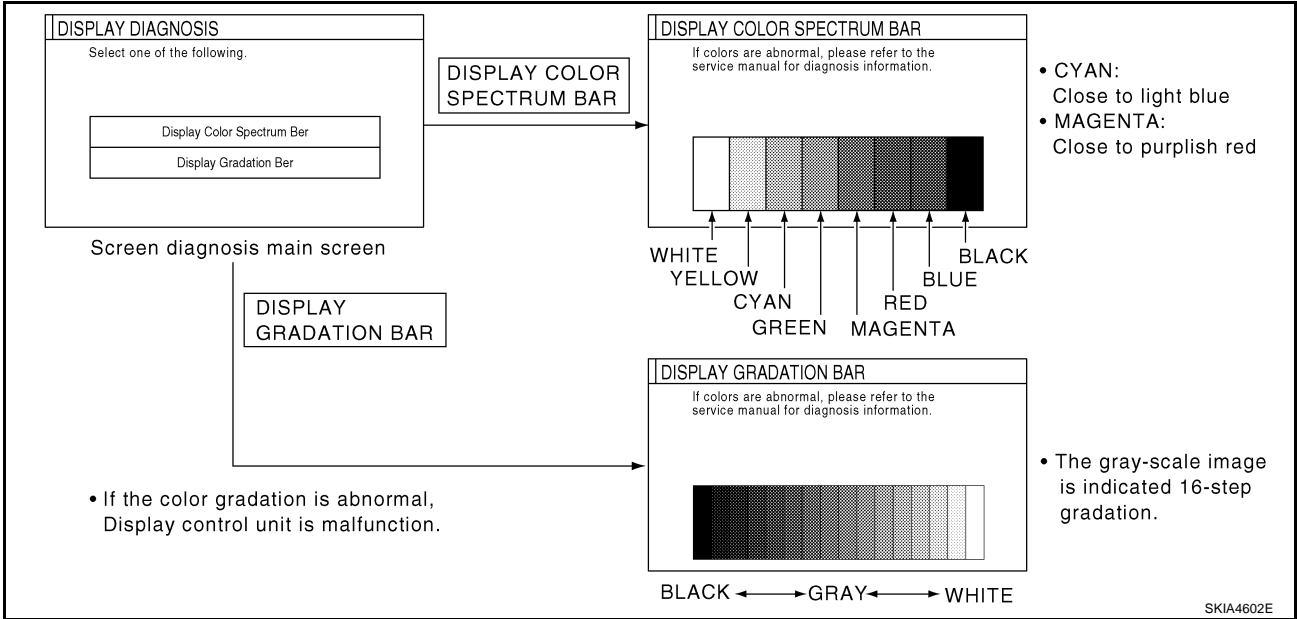 DISPLAY DIAGNOSIS
Select one of the following.
Display Color Spectrum Ber
Display Gradation Ber
Screen diagnosis main screen
DISPLAY COLOR
SPECTRUM BAR
DISPLAY COLOR SPECTRUM BAR
If colors are abnormal, please refer to the
service manual for diagnosis information.
WHITE
YELLOW
CYAN
GREEN
MAGENTA
RED
BLUE
BLACK
• CYAN:
Close to light blue
• MAGENTA:
Close to purplish red
DISPLAY
GRADATION BAR
• If the color gradation is abnormal,
Display control unit is malfunction.
DISPLAY GRADATION BAR
If colors are abnormal, please refer to the
service manual for diagnosis information.
BLACK GRAY WHITE
• The gray-scale image
is indicated 16-step
gradation.
SKIA4602E